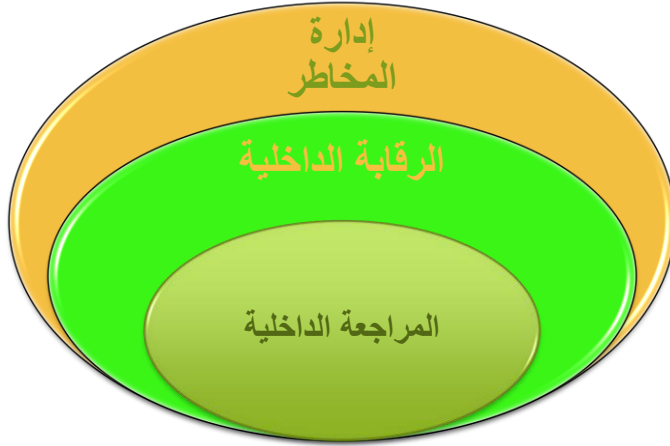 إدارة
المخاطر
الرقابة الداخلية
المراجعة الداخلية